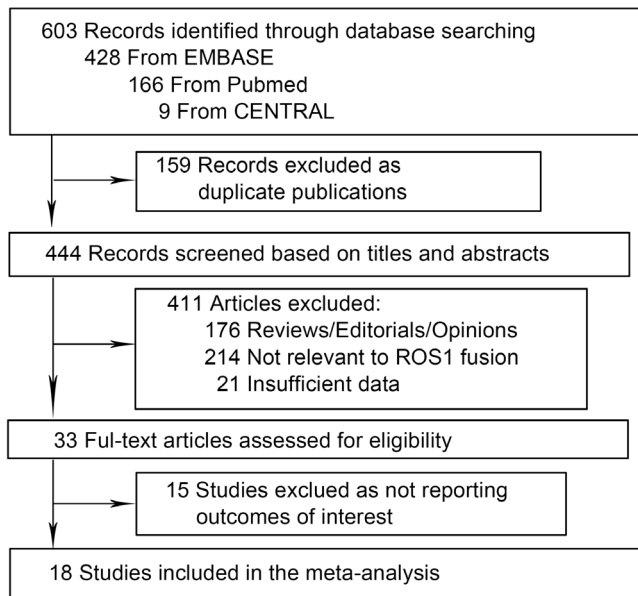 603 Records identified through database searching
428 From EMBASE
166 From Pubmed
9 From CENTRAL
159 Records excluded as
duplicate publications
444 Records screened based on titles and abstracts
411 Articles excluded:
176 Reviews/Editorials/Opinions
214 Not relevant to ROS1 fusion
21 Insufficient data
33 Ful-text articles assessed for eligibility
15 Studies exclued as not reporting
outcomes of interest
18 Studies included in the meta-analysis